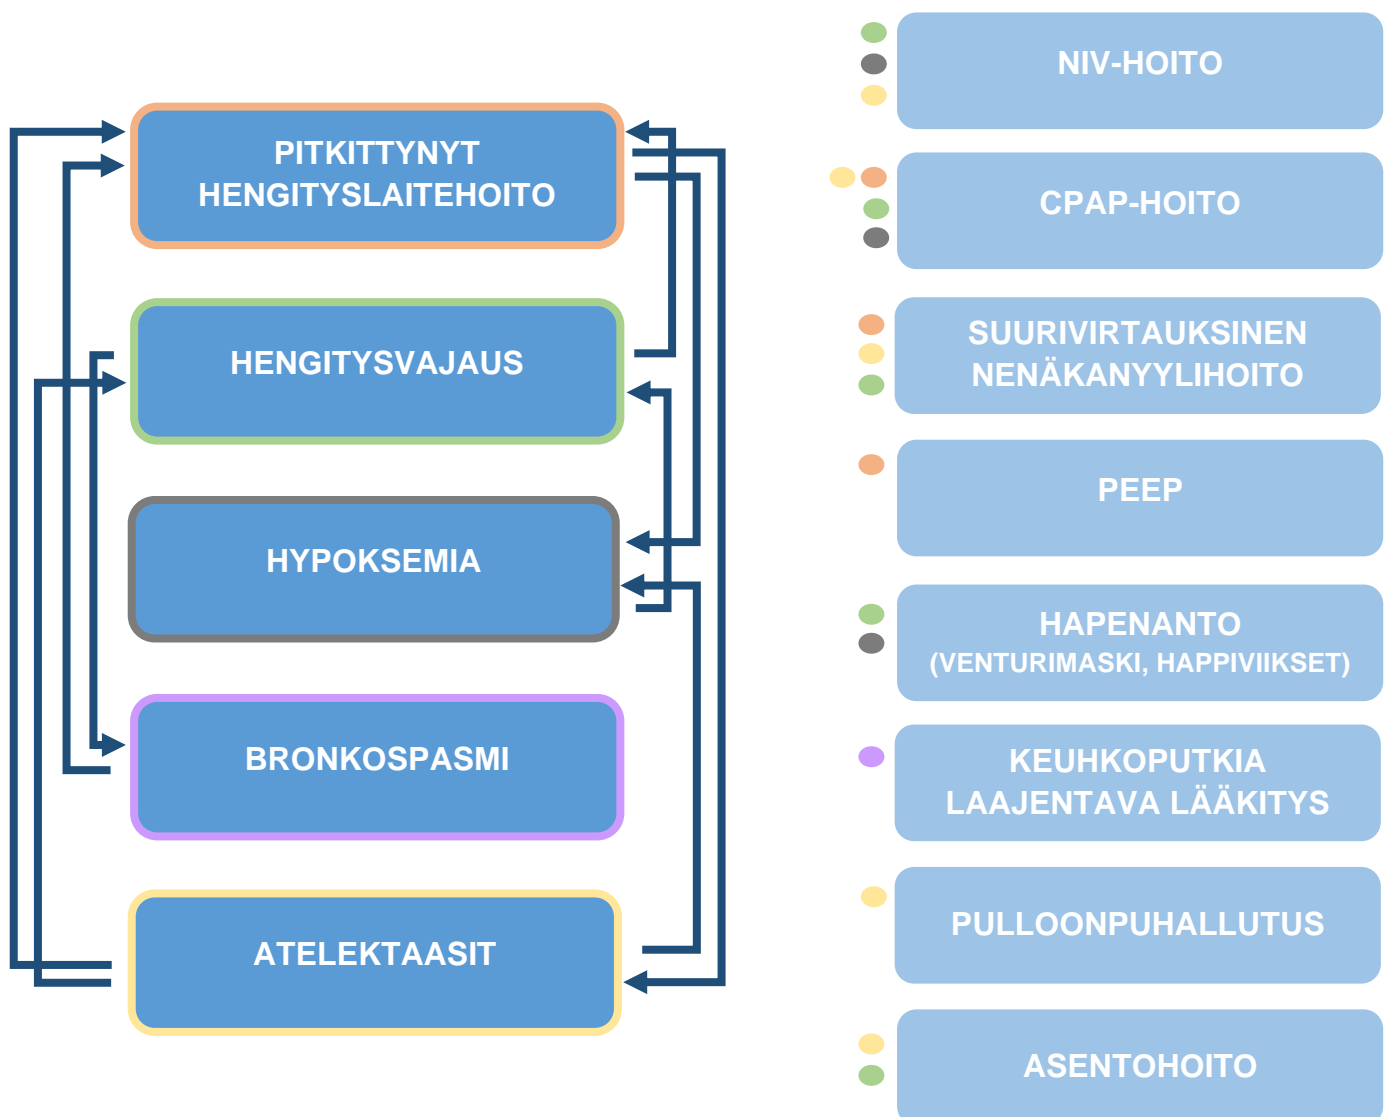 PITKITTYNYT
HENGITYSLAITEHOITO
HENGITYSVAJAUS
HYPOKSEMIA
BRONKOSPASMI
ATELEKTAASIT
NIV-HOITO
CPAP-HOITO
SUURIVIRTAUKSINEN
NENÄKANYYLIHOITO
PEEP
HAPENANTO
(VENTURIMASKI, HAPPIVIIKSET)
KEUHKOPUTKIA
LAAJENTAVA LÄÄKITYS
PULLOONPUHALLUTUS
ASENTOHOITO